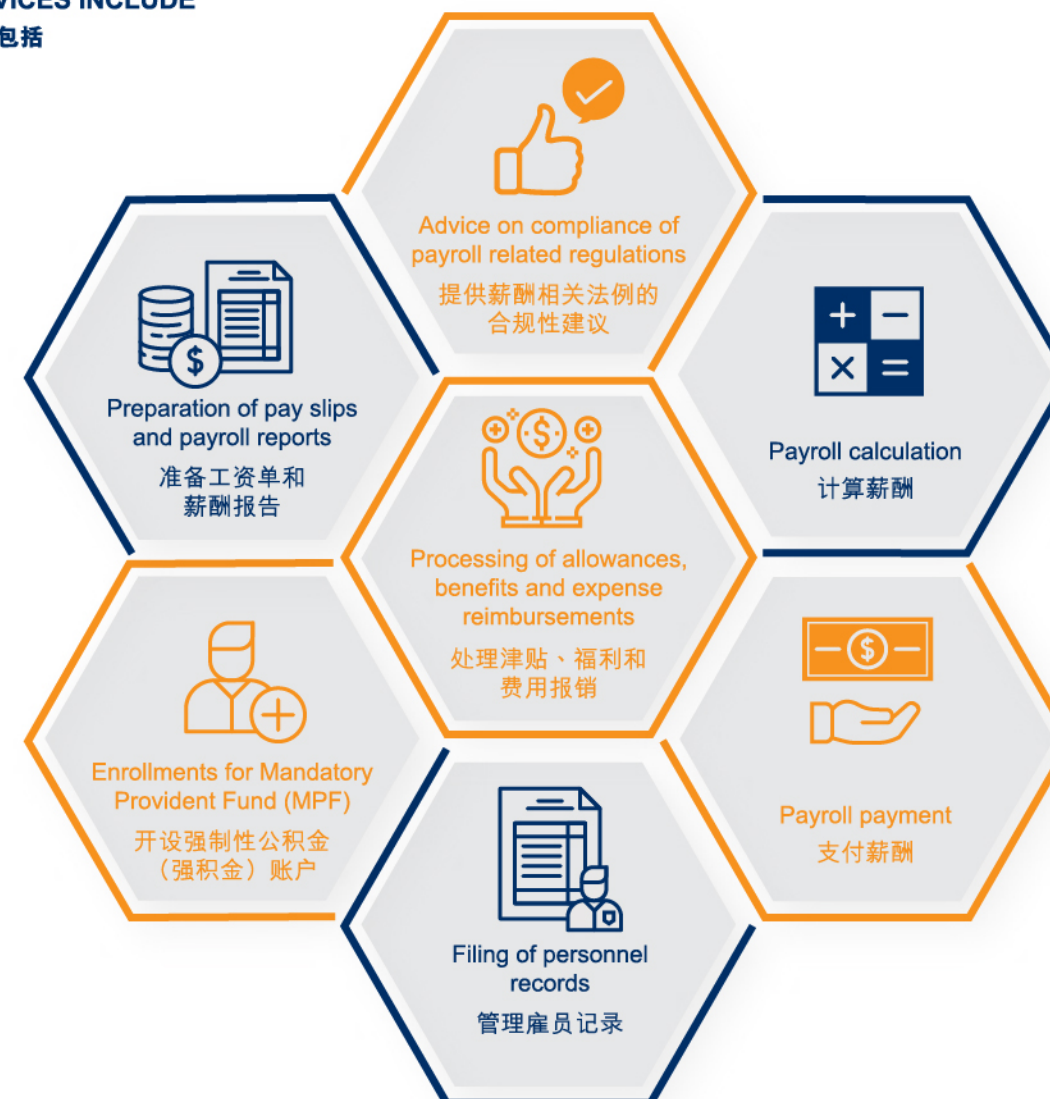 VICES INCLUDE
包括
Advice on compliance of
payroll related regulations
提供薪酬相关法例的
合规性建议
Preparation of pay slips
and payroll reports
准备工资单和
薪酬报告
$
+ −
× =
Payroll calculation
计算薪酬
$
Processing of allowances,
benefits and expense
reimbursements
处理津贴、福利和
费用报销
Enrollments for Mandatory
Provident Fund (MPF)
开设强制性公积金
（强积金）账户
$
Payroll payment
支付薪酬
Filing of personnel
records
管理雇员记录